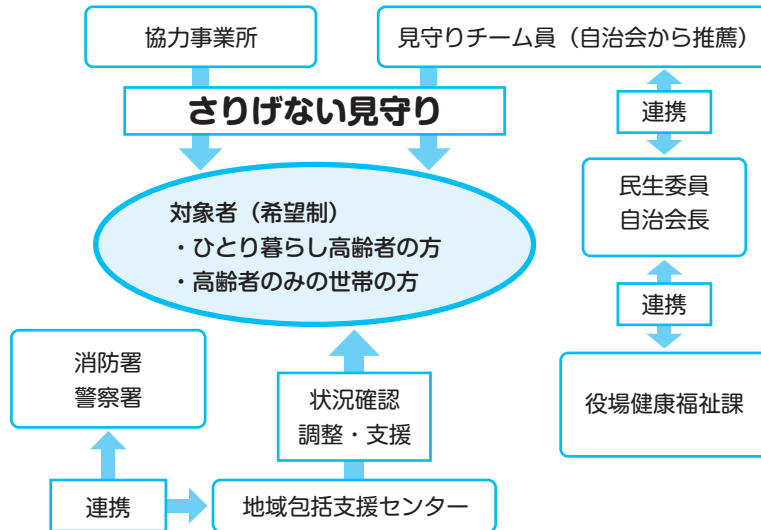 協力事業所
見守りチーム員（自治会から推薦）
さりげない見守り
連携
対象者（希望制）
・ひとり暮らし高齢者の方
・高齢者のみの世帯の方
民生委員
自治会長
連携
消防署
警察署
状況確認
調整・支援
役場健康福祉課
連携
地域包括支援センター